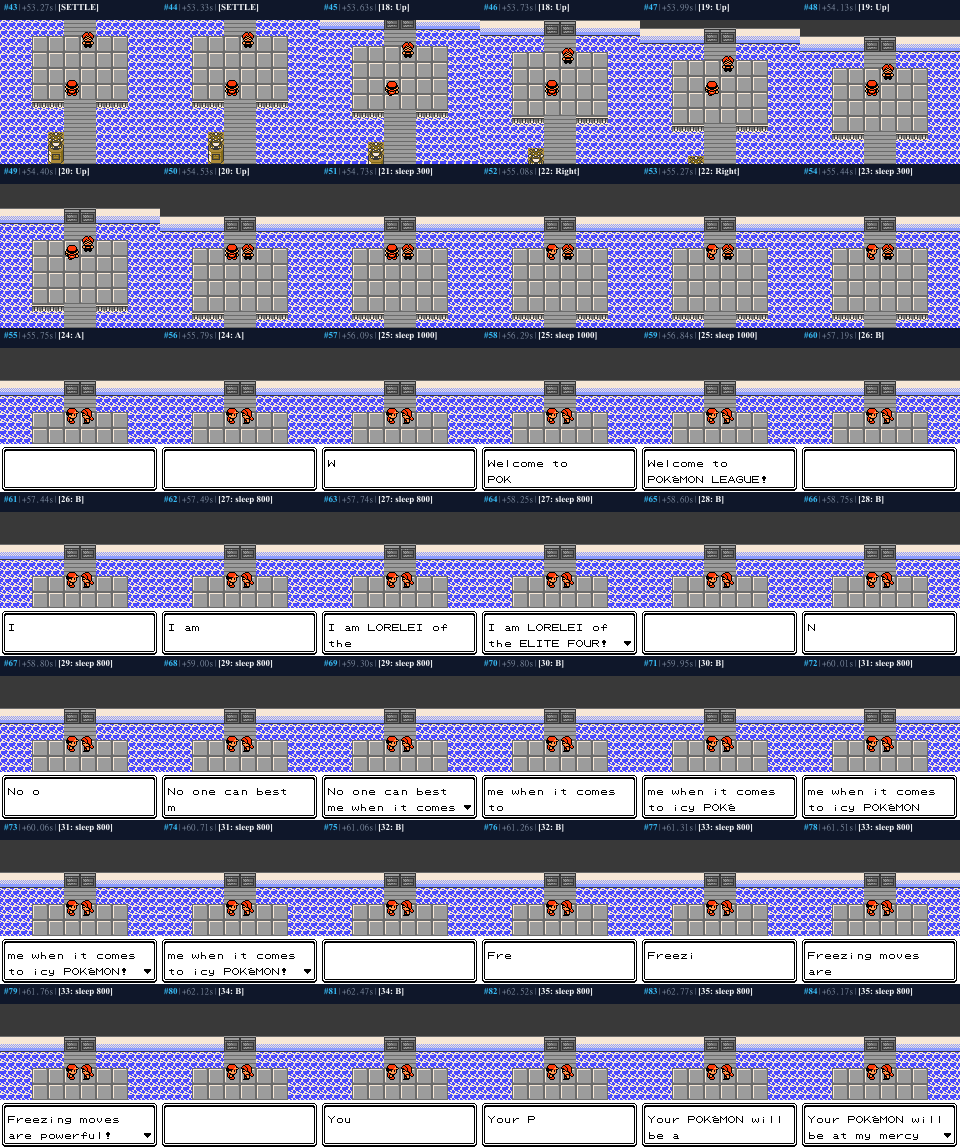 #43|+53.27s| [SETTLE]
#44|+53.33s| [SETTLE]
#45|+53.63s| [18: Up]
#46|+53.73s| [18: Up]
#47|+53.99s| [19: Up]
#48|+54.13s| [19: Up]
#49|+54.40s| [20: Up]
#50|+54.53s| [20: Up]
#51|+54.73s| [21: sleep 300]
#52|+55.08s| [22: Right]
#53|+55.27s| [22: Right]
#54|+55.44s| [23: sleep 300]
#55|+55.75s| [24: A]
#56|+55.79s| [24: A]
#57|+56.09s| [25: sleep 1000]
#58|+56.29s| [25: sleep 1000]
#59|+56.84s| [25: sleep 1000]
#60|+57.19s| [26: B]
W
Welcome to
POK
Welcome to
POKéMON LEAGUE!
#61|+57.44s| [26: B]
#62|+57.49s| [27: sleep 800]
#63|+57.74s| [27: sleep 800]
#64|+58.25s| [27: sleep 800]
#65|+58.60s| [28: B]
#66|+58.75s| [28: B]
I
I am
I am LORELEI of
the
I am LORELEI of
the ELITE FOUR!
N
#67|+58.80s| [29: sleep 800]
#68|+59.00s| [29: sleep 800]
#69|+59.30s| [29: sleep 800]
#70|+59.80s| [30: B]
#71|+59.95s| [30: B]
#72|+60.01s| [31: sleep 800]
No o
No one can best
m
No one can best
me when it comes
me when it comes
to
me when it comes
to icy POKé
me when it comes
to icy POKéMON
#73|+60.06s| [31: sleep 800]
#74|+60.71s| [31: sleep 800]
#75|+61.06s| [32: B]
#76|+61.26s| [32: B]
#77|+61.31s| [33: sleep 800]
#78|+61.51s| [33: sleep 800]
me when it comes
to icy POKéMON!
me when it comes
to icy POKéMON!
Fre
Freezi
Freezing moves
are
#79|+61.76s| [33: sleep 800]
#80|+62.12s| [34: B]
#81|+62.47s| [34: B]
#82|+62.52s| [35: sleep 800]
#83|+62.77s| [35: sleep 800]
#84|+63.17s| [35: sleep 800]
Freezing moves
are powerful!
You
Your P
Your POKéMON will
be a
Your POKéMON will
be at my mercy